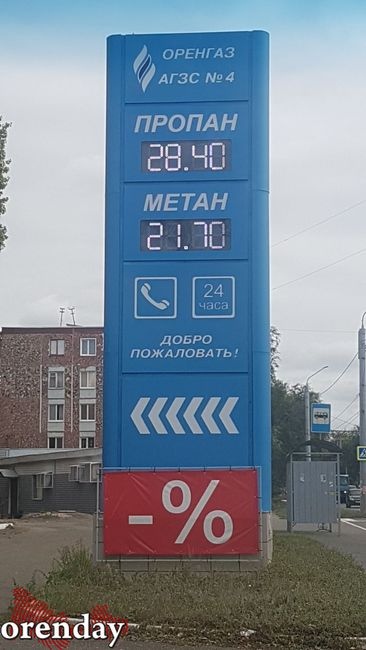 ОРЕНГАЗ
АГЗС №4
ПРОПАН
28.40
МЕТАН
21.70
24
часа
ДОБРО
ПОЖАЛОВАТЬ!
-%
orenday